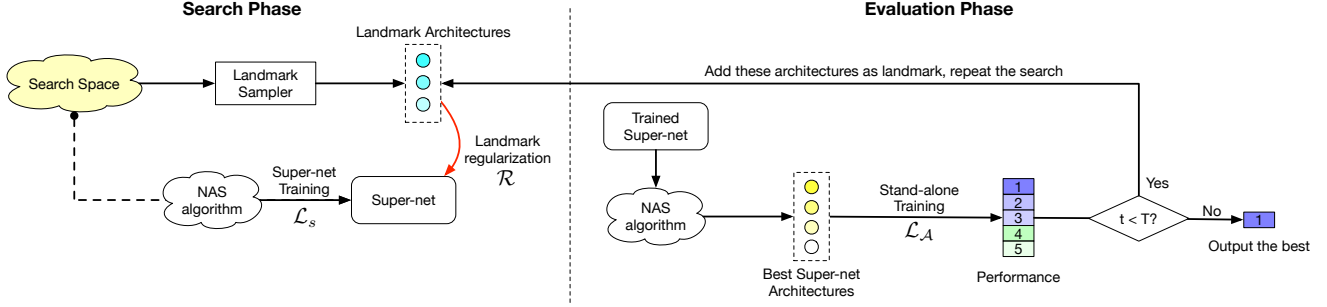 Search Phase
Evaluation Phase
Landmark Architectures
Search Space
Landmark
Sampler
Add these architectures as landmark, repeat the search
Landmark
regularization
R
NAS
algorithm
Super-net
Training
L_s
Super-net
Trained
Super-net
NAS
algorithm
Best Super-net
Architectures
Stand-alone
Training
L_A
1
2
3
4
5
Performance
t < T?
Yes
No
1
Output the best